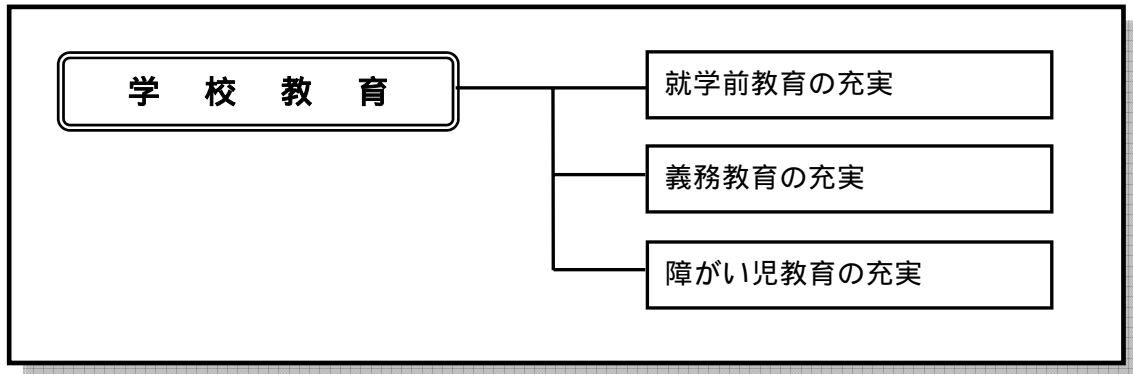 学 校 教 育
就学前教育の充実
義務教育の充実
障がい児教育の充実